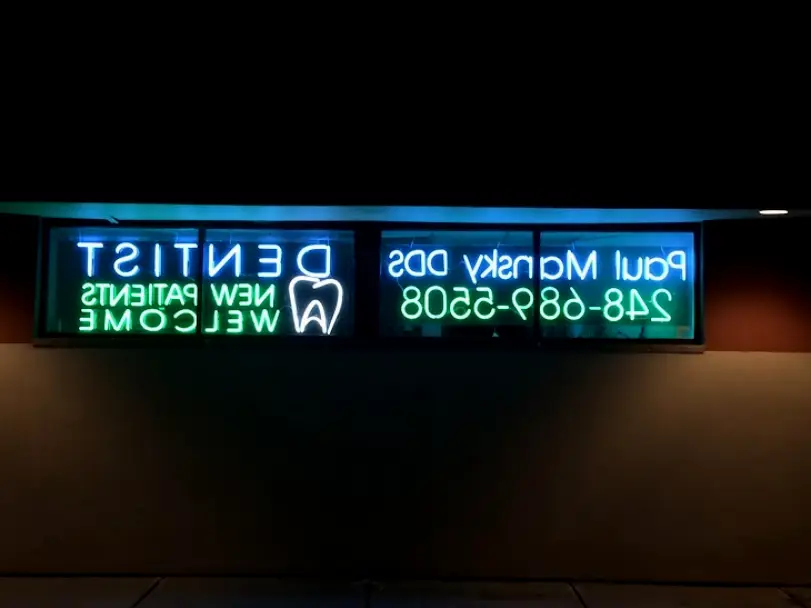 Paul Mansky DDS
248-689-5508
DENTIST
NEW PATIENTS
WELCOME